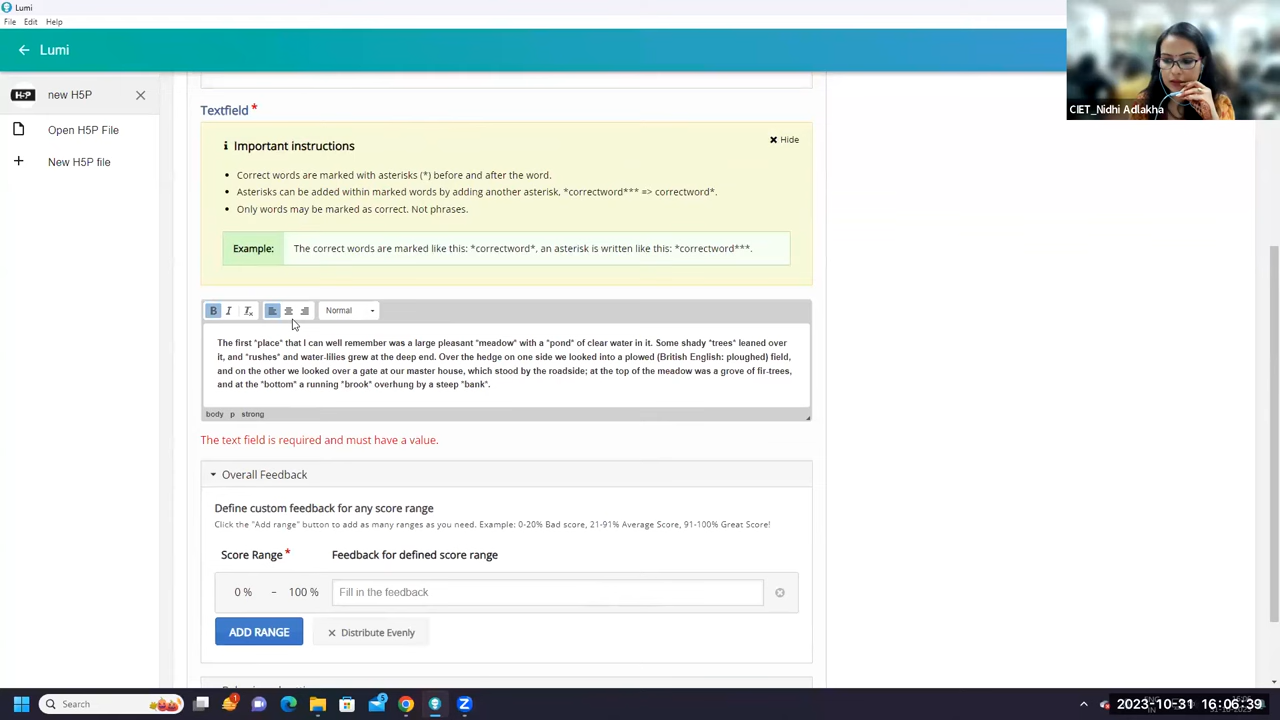 Lumi
File Edit Help
Lumi
CIET_Nidhi Adlakha
H5P new H5P
Open H5P File
New H5P file
Textfield *
Important instructions
Hide
Correct words are marked with asterisks (*) before and after the word.
Asterisks can be added within marked words by adding another asterisk, *correctword*** => correctword*.
Only words may be marked as correct. Not phrases.
Example: The correct words are marked like this: *correctword*, an asterisk is written like this: *correctword***.
B I Tx Normal
The first *place* that I can well remember was a large pleasant *meadow* with a *pond* of clear water in it. Some shady *trees* leaned over
it, and *rushes* and water-lilies grew at the deep end. Over the hedge on one side we looked into a plowed (British English: ploughed) field,
and on the other we looked over a gate at our master house, which stood by the roadside; at the top of the meadow was a grove of fir-trees,
and at the *bottom* a running *brook* overhung by a steep *bank*.
body p strong
The text field is required and must have a value.
Overall Feedback
Define custom feedback for any score range
Click the "Add range" button to add as many ranges as you need. Example: 0-20% Bad score, 21-91% Average Score, 91-100% Great Score!
Score Range * Feedback for defined score range
0 % – 100 % Fill in the feedback
ADD RANGE Distribute Evenly
Search
2023-10-31 16:06:39